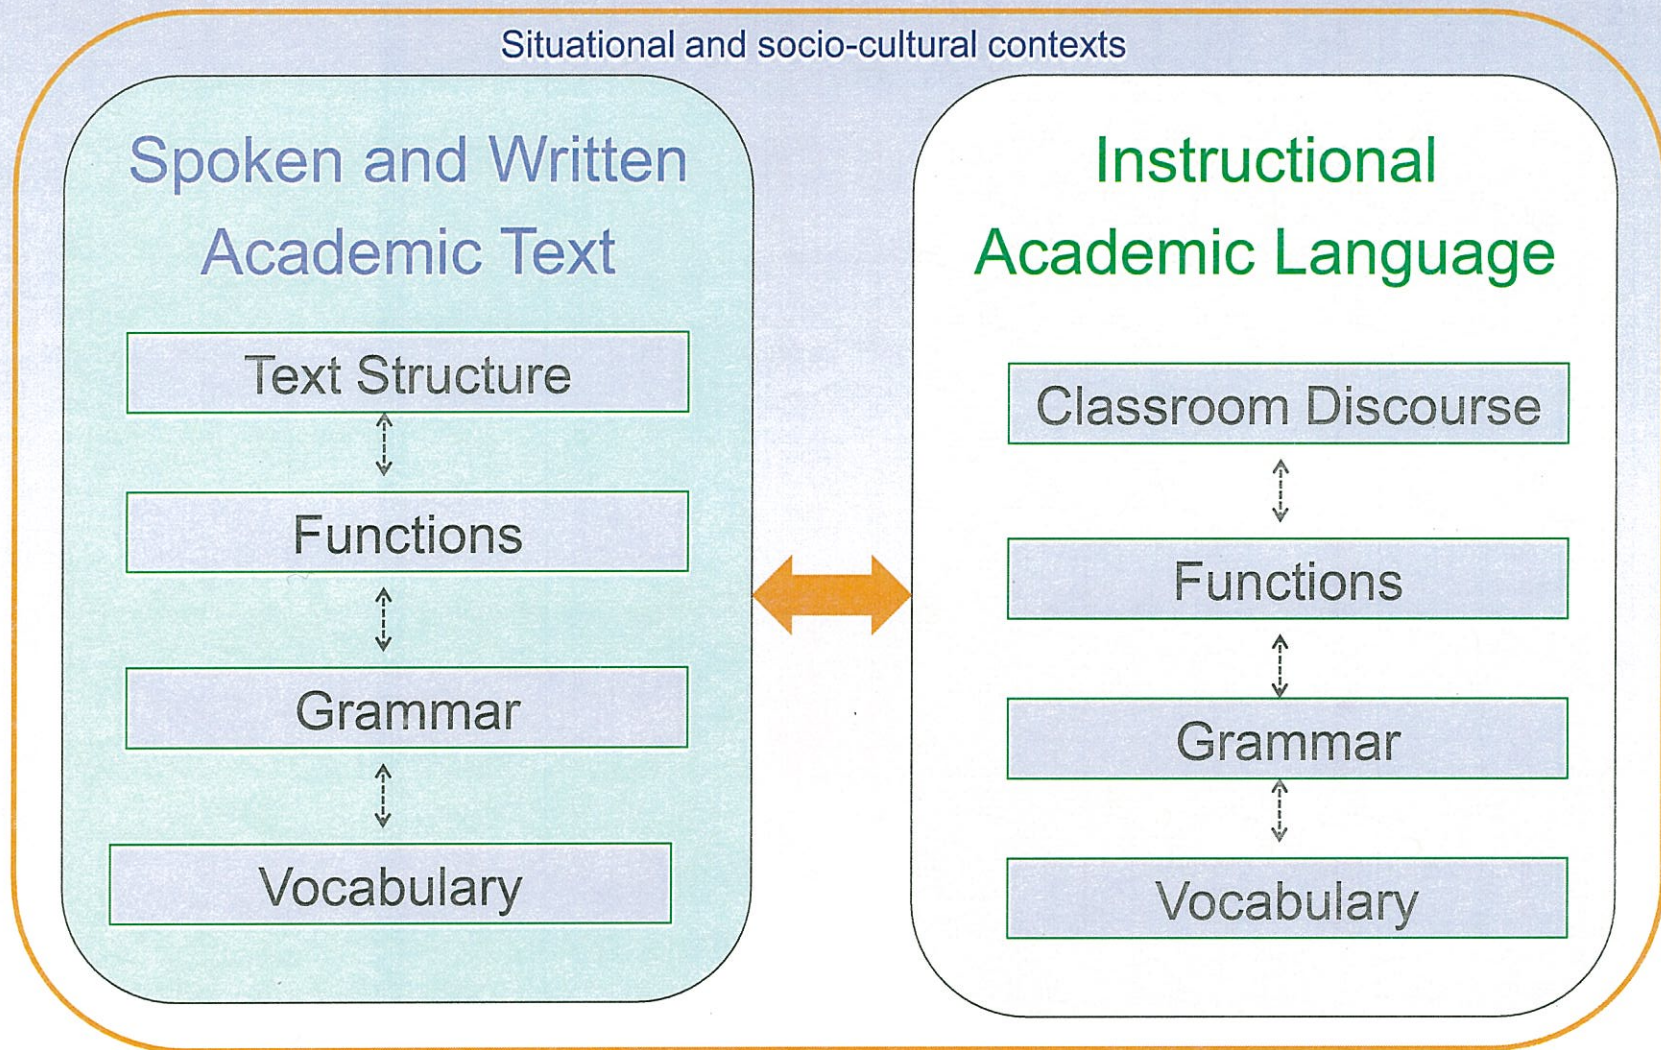 Situational and socio-cultural contexts
Spoken and Written
Academic Text
Text Structure
Functions
Grammar
Vocabulary
Instructional
Academic Language
Classroom Discourse
Functions
Grammar
Vocabulary